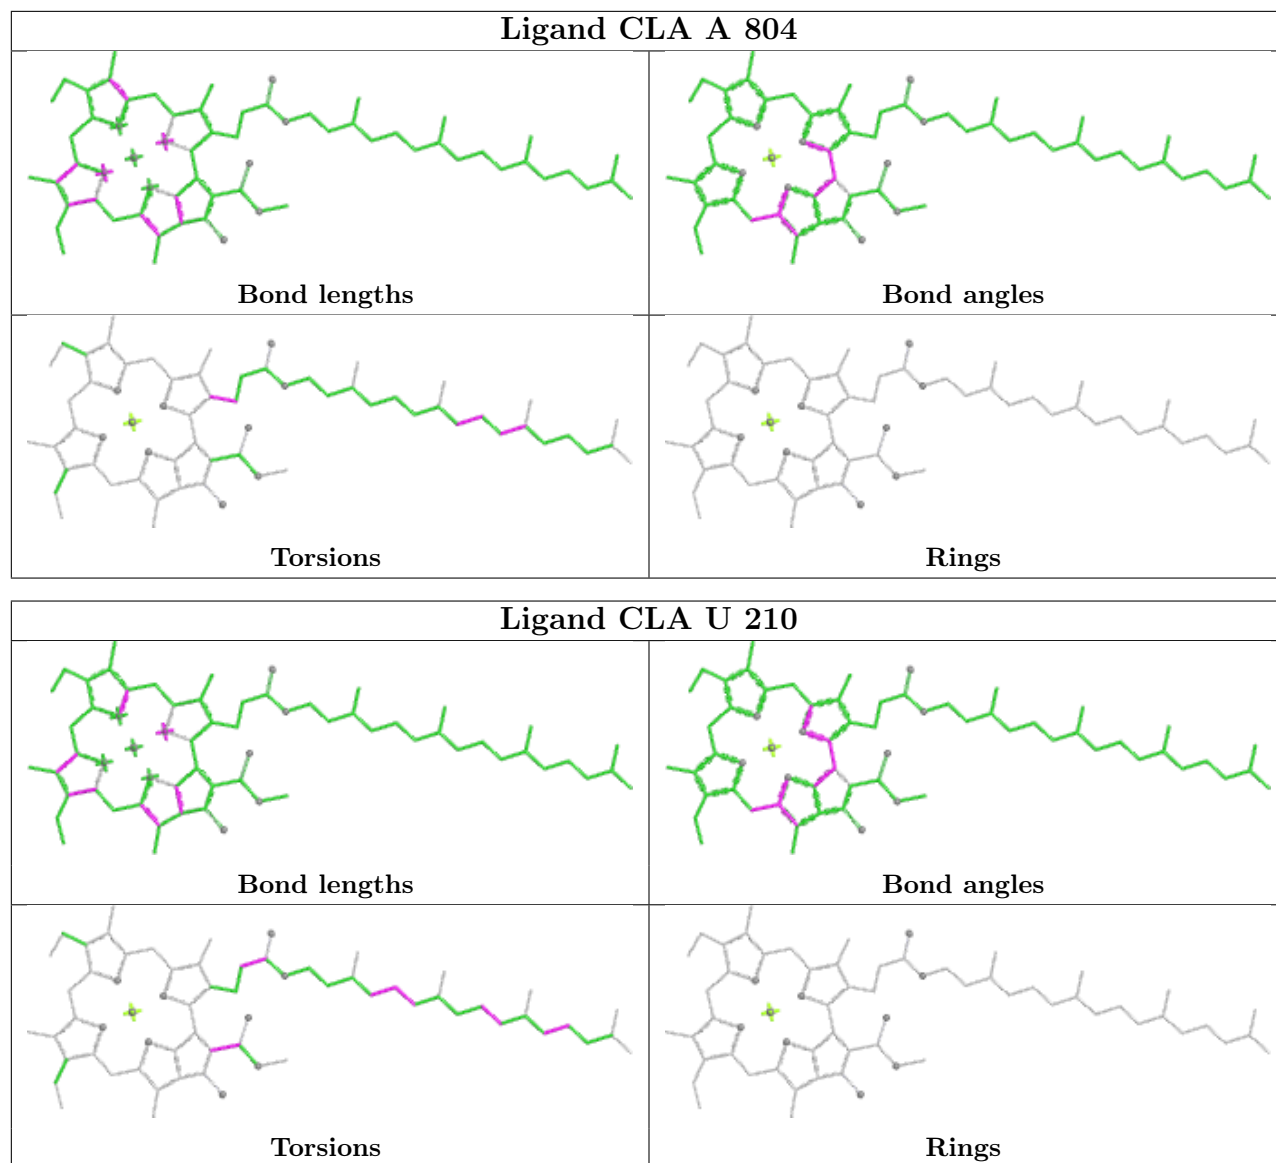 Ligand CLA A 804
Bond lengths
Bond angles
Torsions
Rings
Ligand CLA U 210
Bond lengths
Bond angles
Torsions
Rings